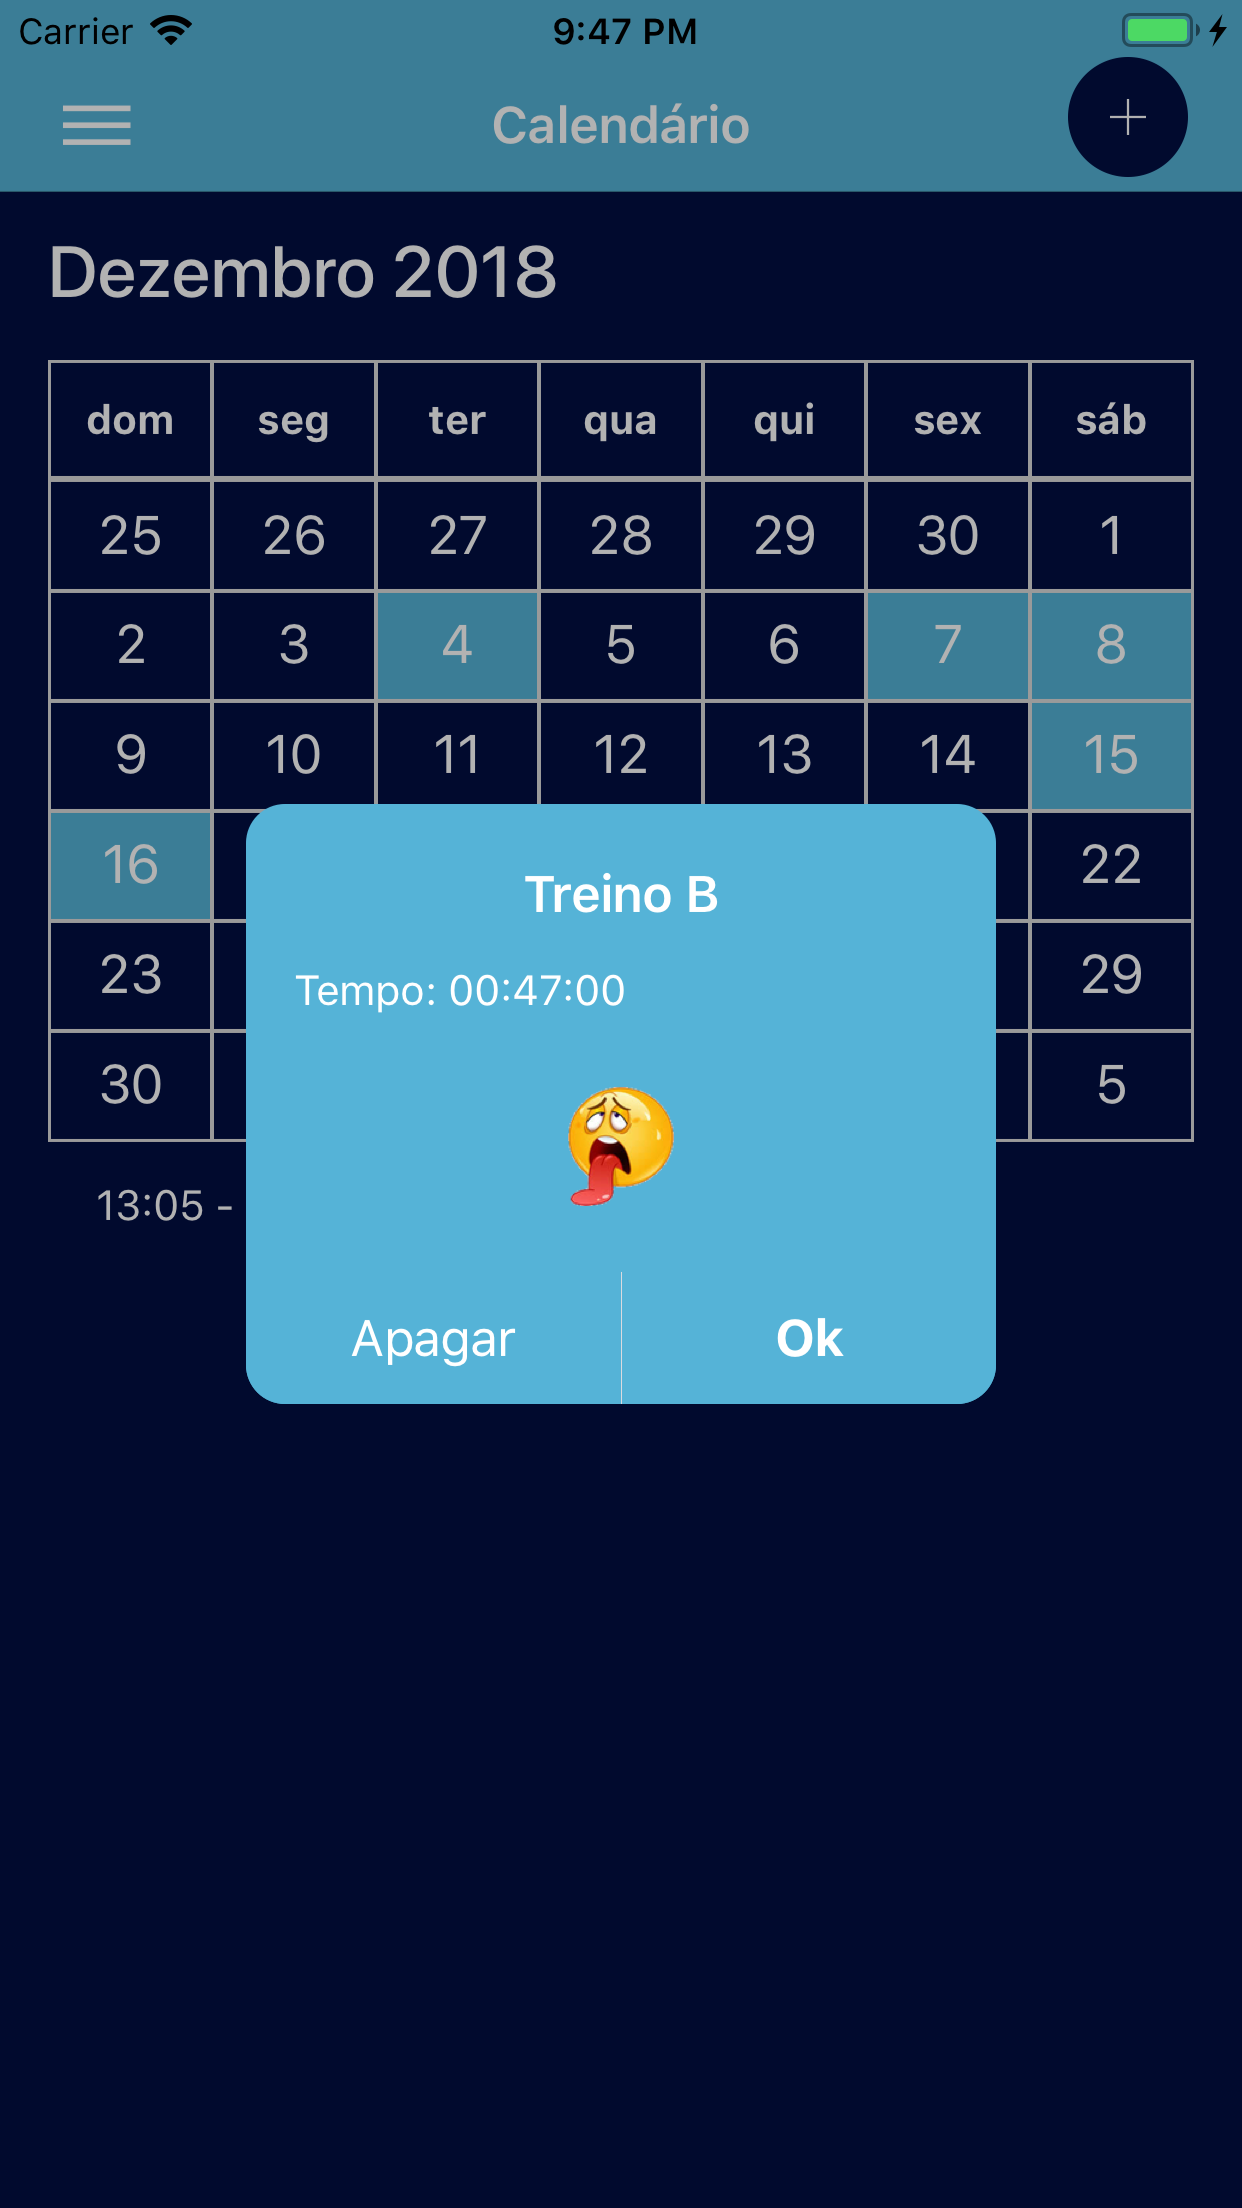 Carrier 9:47 PM
Calendário
Dezembro 2018
dom seg ter qua qui sex sáb
25 26 27 28 29 30 1
2 3 4 5 6 7 8
9 10 11 12 13 14 15
16 22
23 29
30 5
Treino B
Tempo: 00:47:00
13:05 -
Apagar Ok